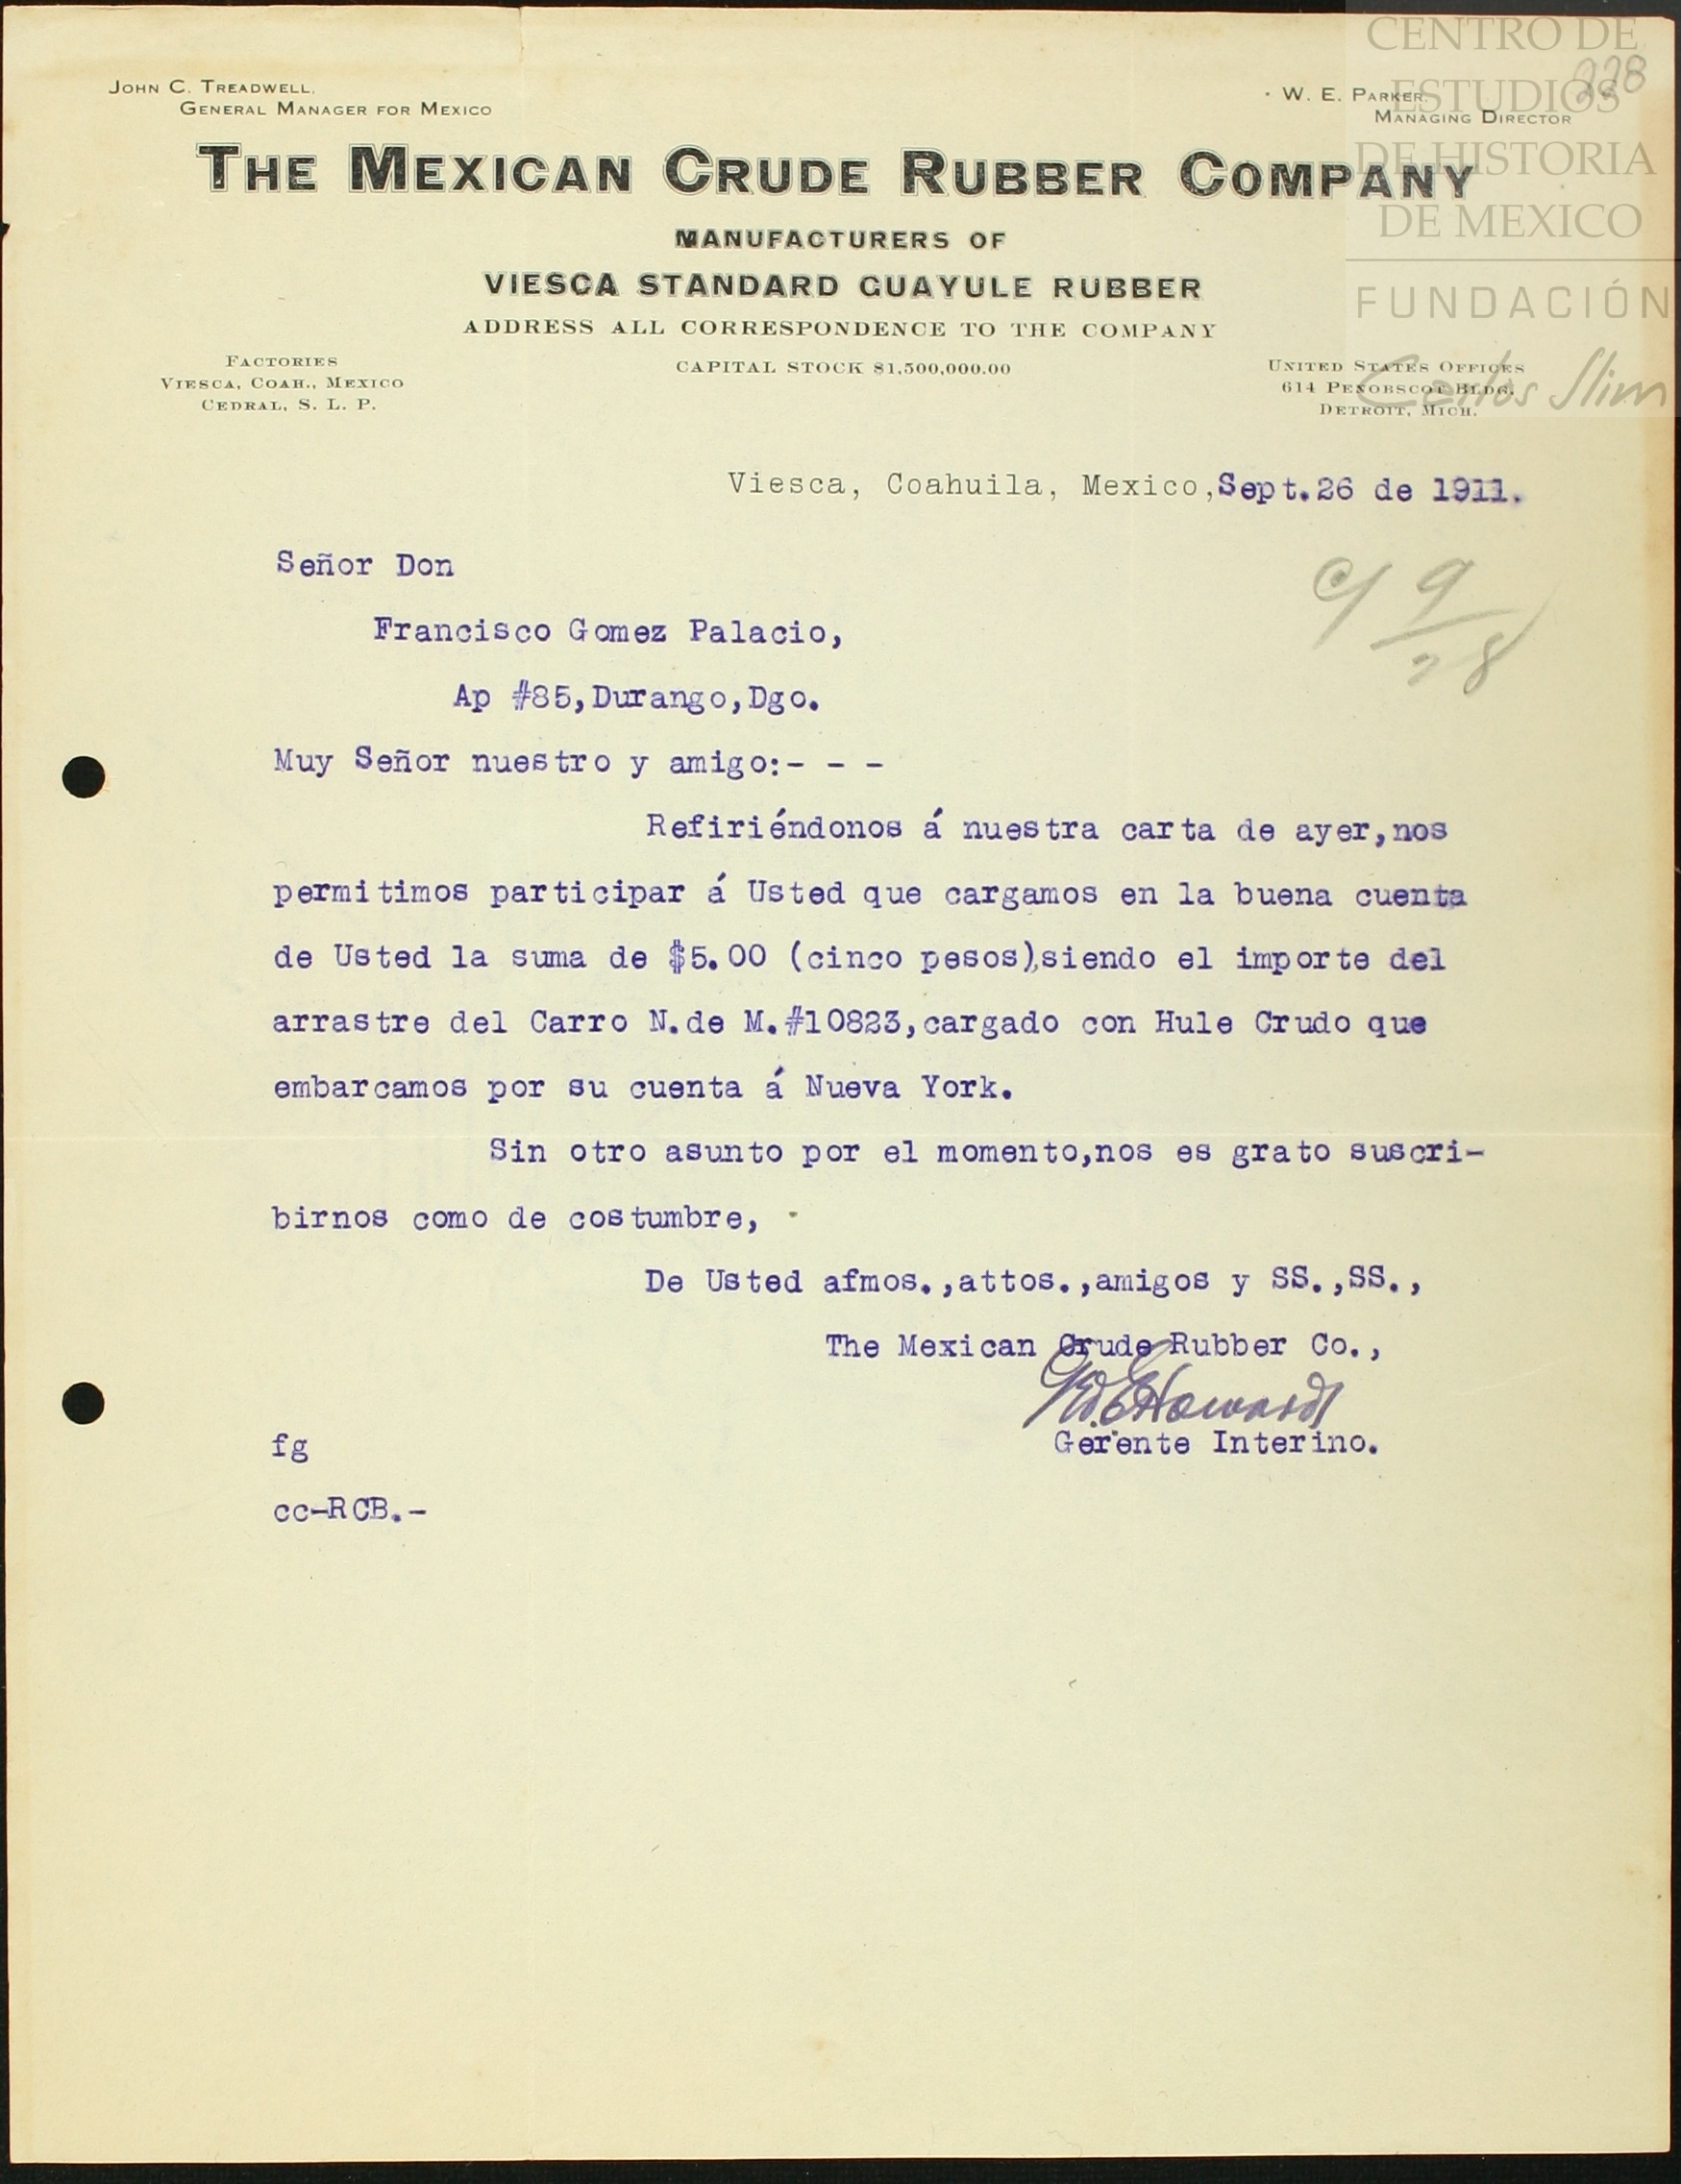 CENTRO DE
ESTUDIOS
DE HISTORIA
DE MEXICO
FUNDACIÓN
Carlos Slim
228
John C. Treadwell,
General Manager for Mexico
W. E. Parker
Managing Director
The Mexican Crude Rubber Company
MANUFACTURERS OF
VIESCA STANDARD GUAYULE RUBBER
ADDRESS ALL CORRESPONDENCE TO THE COMPANY
Factories
Viesca, Coah., Mexico
Cedral, S. L. P.
CAPITAL STOCK $1,500,000.00
United States Offices
614 Penobscot Bldg.
Detroit, Mich.
Viesca, Coahuila, Mexico,Sept.26 de 1911.
Señor Don
Francisco Gomez Palacio,
Ap #85,Durango,Dgo.
c/ 9/28
Muy Señor nuestro y amigo:- - -
Refiriéndonos á nuestra carta de ayer,nos
permitimos participar á Usted que cargamos en la buena cuenta
de Usted la suma de $5.00 (cinco pesos),siendo el importe del
arrastre del Carro N.de M.#10823,cargado con Hule Crudo que
embarcamos por su cuenta á Nueva York.
Sin otro asunto por el momento,nos es grato suscri-
birnos como de costumbre,
De Usted afmos.,attos.,amigos y SS.,SS.,
The Mexican Crude Rubber Co.,
Howard
Gerente Interino.
fg
cc-RCB.-